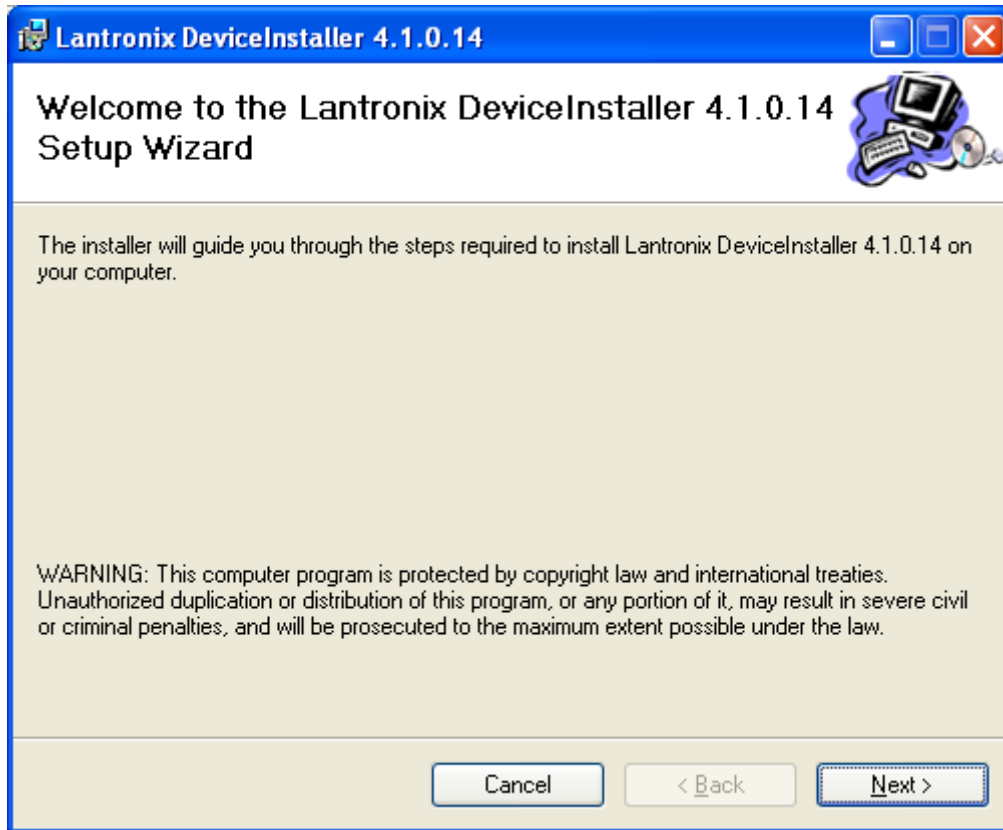 Lantronix DeviceInstaller 4.1.0.14
Welcome to the Lantronix DeviceInstaller 4.1.0.14
Setup Wizard
The installer will guide you through the steps required to install Lantronix DeviceInstaller 4.1.0.14 on
your computer.
WARNING: This computer program is protected by copyright law and international treaties.
Unauthorized duplication or distribution of this program, or any portion of it, may result in severe civil
or criminal penalties, and will be prosecuted to the maximum extent possible under the law.
Cancel < Back Next >